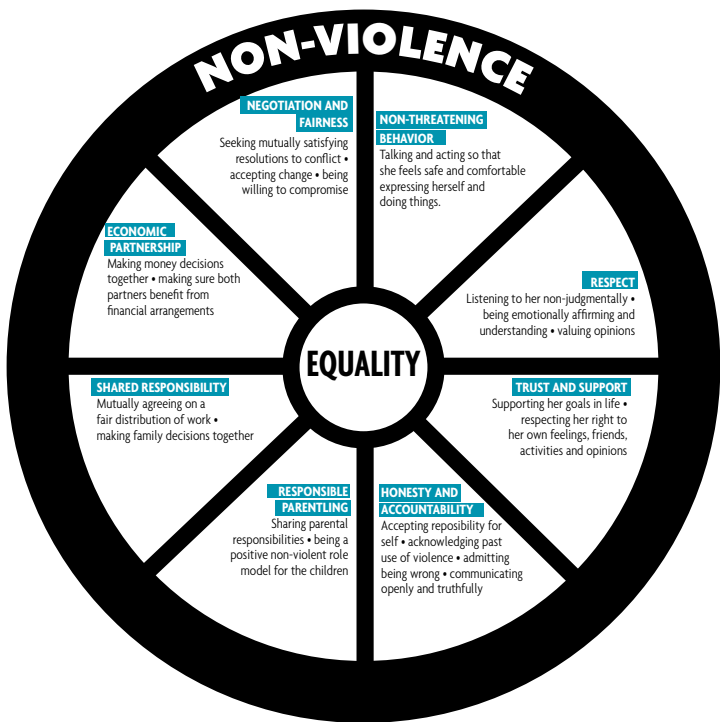 NON-VIOLENCE
NEGOTIATION AND
FAIRNESS
Seeking mutually satisfying
resolutions to conflict •
accepting change • being
willing to compromise
NON-THREATENING
BEHAVIOR
Talking and acting so that
she feels safe and comfortable
expressing herself and
doing things.
ECONOMIC
PARTNERSHIP
Making money decisions
together • making sure both
partners benefit from
financial arrangements
RESPECT
Listening to her non-judgmentally •
being emotionally affirming and
understanding • valuing opinions
EQUALITY
SHARED RESPONSIBILITY
Mutually agreeing on a
fair distribution of work •
making family decisions together
TRUST AND SUPPORT
Supporting her goals in life •
respecting her right to
her own feelings, friends,
activities and opinions
RESPONSIBLE
PARENTLING
Sharing parental
responsibilities • being a
positive non-violent role
model for the children
HONESTY AND
ACCOUNTABILITY
Accepting reposibility for
self • acknowledging past
use of violence • admitting
being wrong • communicating
openly and truthfully